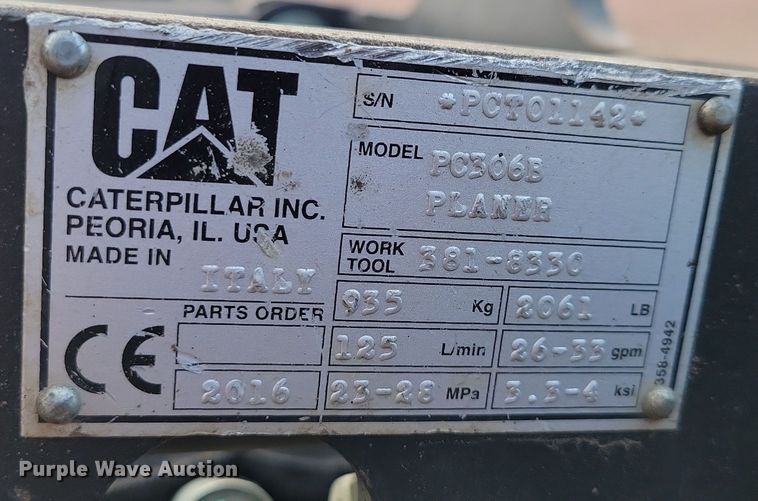 CAT
CATERPILLAR INC.
PEORIA, IL. USA
MADE IN ITALY
S/N *PCT01142*
MODEL PC306B
PLANER
WORK TOOL 381-8330
935 Kg 2061 LB
PARTS ORDER
125 L/min 26-33 gpm
CE 2016 23-28 MPa 3.3-4 ksi
358-4942
Purple Wave Auction